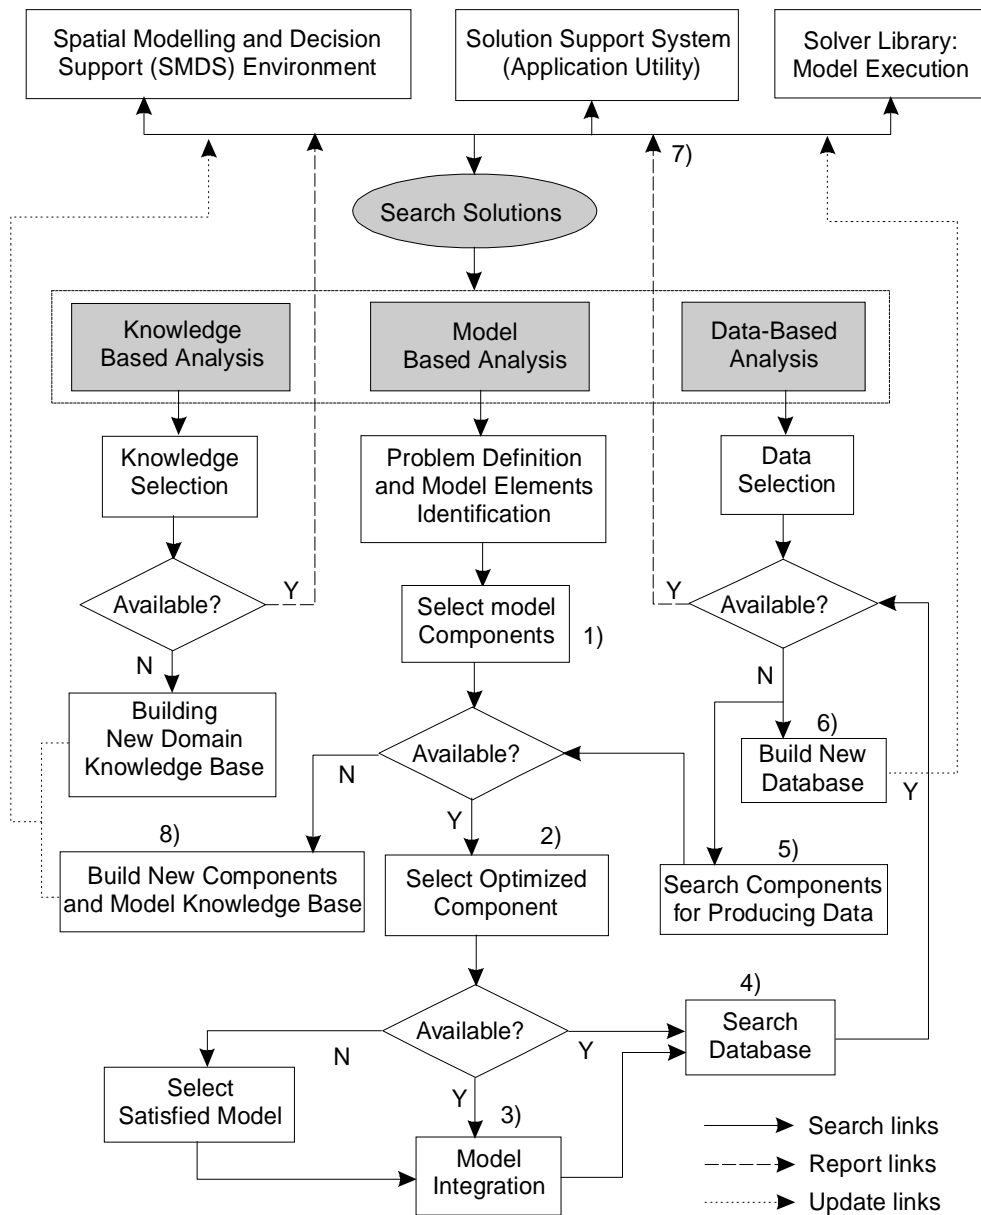 Spatial Modelling and Decision
Support (SMDS) Environment
Solution Support System
(Application Utility)
Solver Library:
Model Execution
7)
Search Solutions
Knowledge
Based Analysis
Model
Based Analysis
Data-Based
Analysis
Knowledge
Selection
Problem Definition
and Model Elements
Identification
Data
Selection
Available?
Y
N
Select model
Components
1)
Y
Available?
N
Building
New Domain
Knowledge Base
Available?
N
Y
6)
Build New
Database
Y
8)
Build New Components
and Model Knowledge Base
2)
Select Optimized
Component
5)
Search Components
for Producing Data
Available?
N
Y
Y
4)
Search
Database
Select
Satisfied Model
3)
Model
Integration
Search links
Report links
Update links